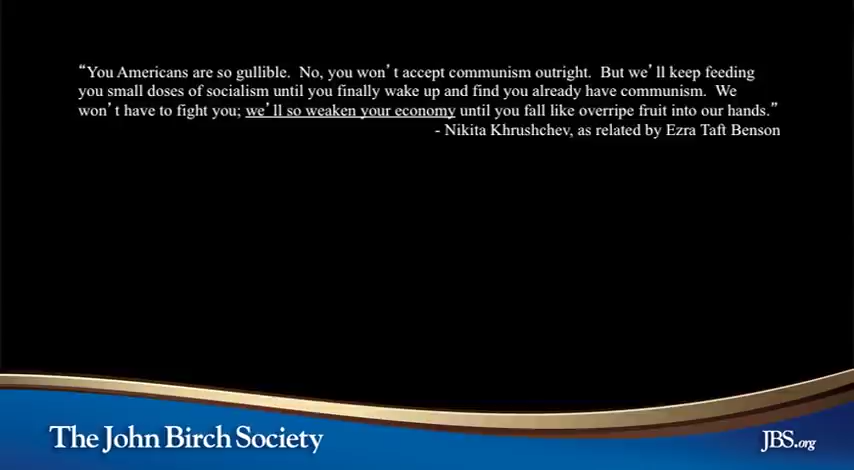 “You Americans are so gullible.  No, you won’t accept communism outright.  But we’ll keep feeding
you small doses of socialism until you finally wake up and find you already have communism.  We
won’t have to fight you; we’ll so weaken your economy until you fall like overripe fruit into our hands.”
- Nikita Khrushchev, as related by Ezra Taft Benson
The John Birch Society
JBS.org